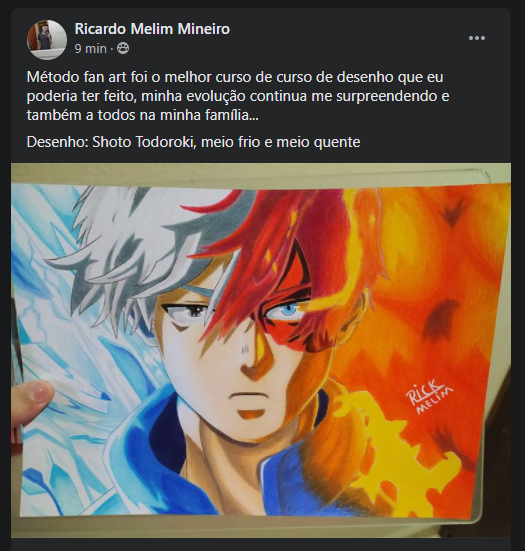 Ricardo Melim Mineiro
9 min ·
Método fan art foi o melhor curso de curso de desenho que eu
poderia ter feito, minha evolução continua me surpreendendo e
também a todos na minha família...
Desenho: Shoto Todoroki, meio frio e meio quente
RiCK
MELiM